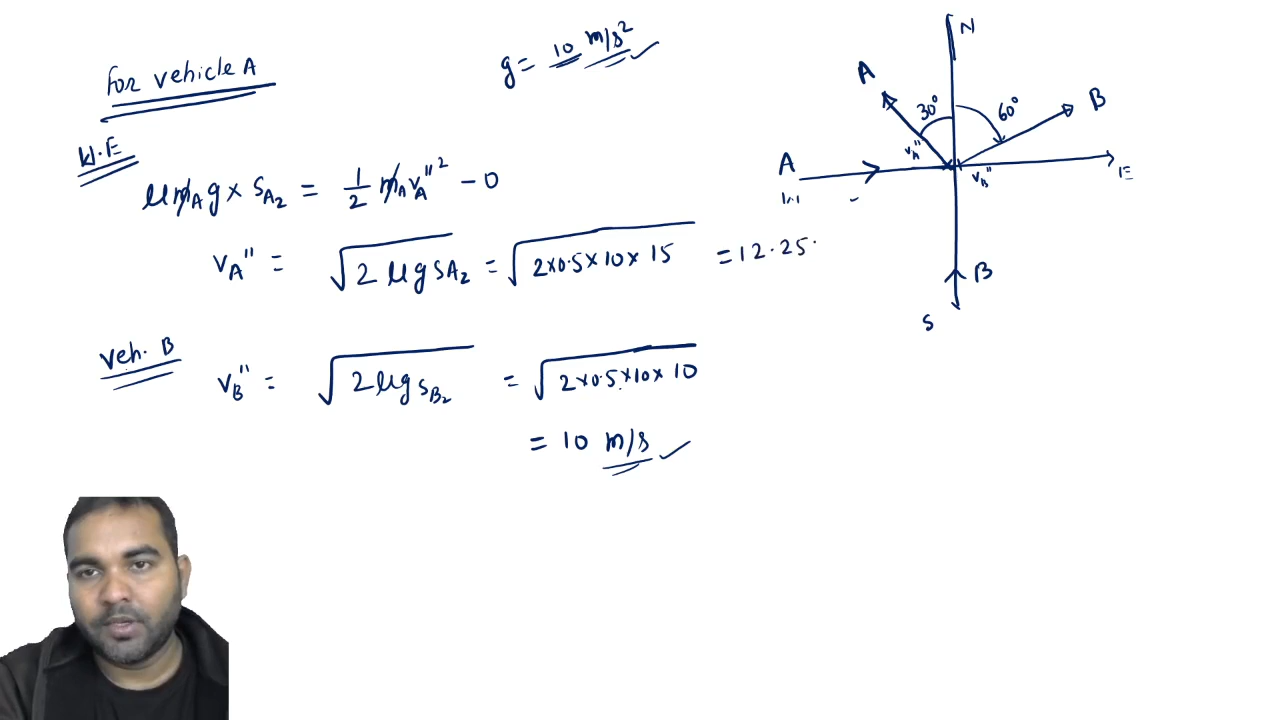 For vehicle A
g = 10 m/s²
W.E
μ m_A g × S_A₂ = 1/2 m_A v_A''² - 0
v_A'' = √(2 μ g S_A₂) = √(2×0.5×10×15) = 12.25
Veh. B
v_B'' = √(2 μ g S_B₂) = √(2×0.5×10×10)
= 10 m/s
N
A
30°
60°
B
v_A''
A
v_B''
E
B
S